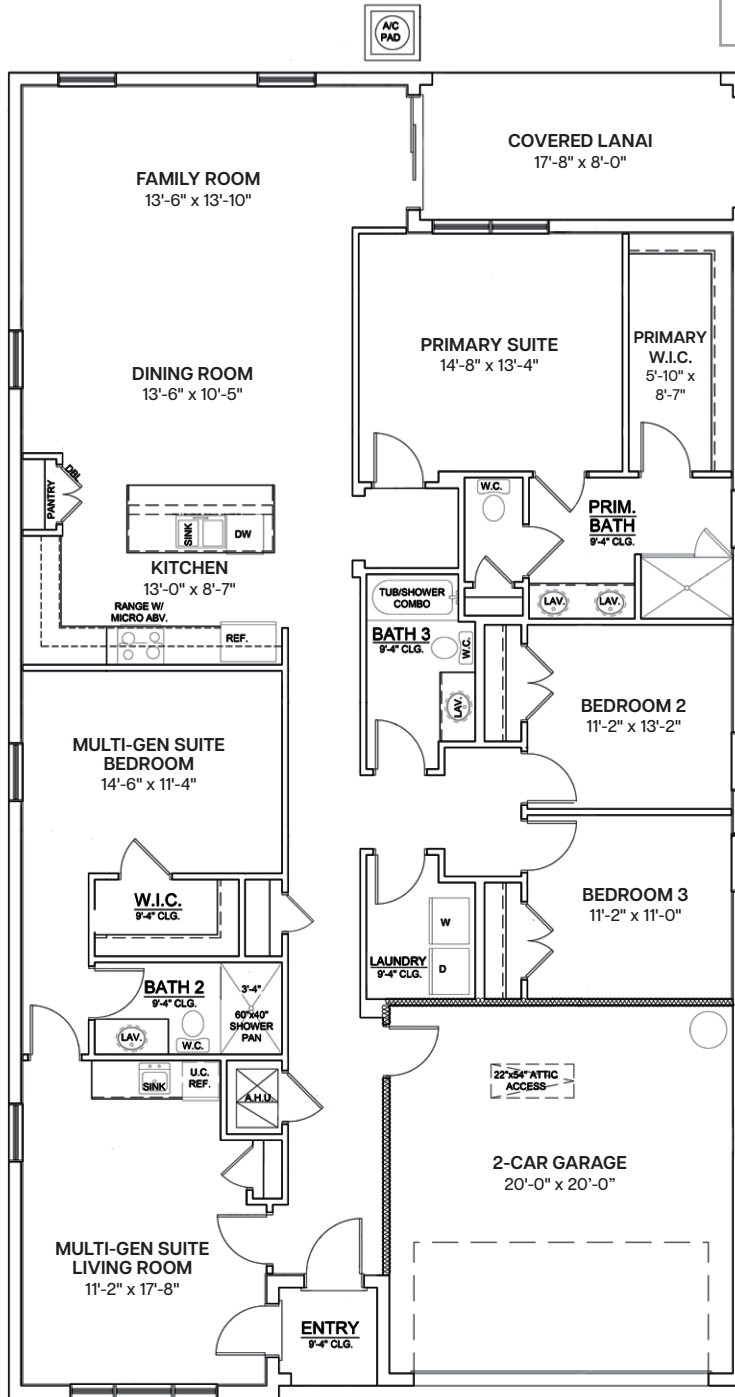 A/C
PAD
COVERED LANAI
17'-8" x 8'-0"
FAMILY ROOM
13'-6" x 13'-10"
PRIMARY SUITE
14'-8" x 13'-4"
PRIMARY
W.I.C.
5'-10" x
8'-7"
DINING ROOM
13'-6" x 10'-5"
DBL
PANTRY
SINK
DW
KITCHEN
13'-0" x 8'-7"
RANGE W/
MICRO ABV.
REF.
W.C.
PRIM.
BATH
9'-4" CLG.
LAV.
LAV.
TUB/SHOWER
COMBO
BATH 3
9'-4" CLG.
W.C.
LAV.
BEDROOM 2
11'-2" x 13'-2"
MULTI-GEN SUITE
BEDROOM
14'-6" x 11'-4"
W.I.C.
9'-4" CLG.
BEDROOM 3
11'-2" x 11'-0"
W
LAUNDRY
9'-4" CLG.
D
BATH 2
9'-4" CLG.
3'-4"
60"x40"
SHOWER
PAN
LAV.
W.C.
SINK
U.C.
REF.
A.H.U.
22"x54" ATTIC
ACCESS
2-CAR GARAGE
20'-0" x 20’-0”
MULTI-GEN SUITE
LIVING ROOM
11'-2" x 17'-8"
ENTRY
9'-4" CLG.